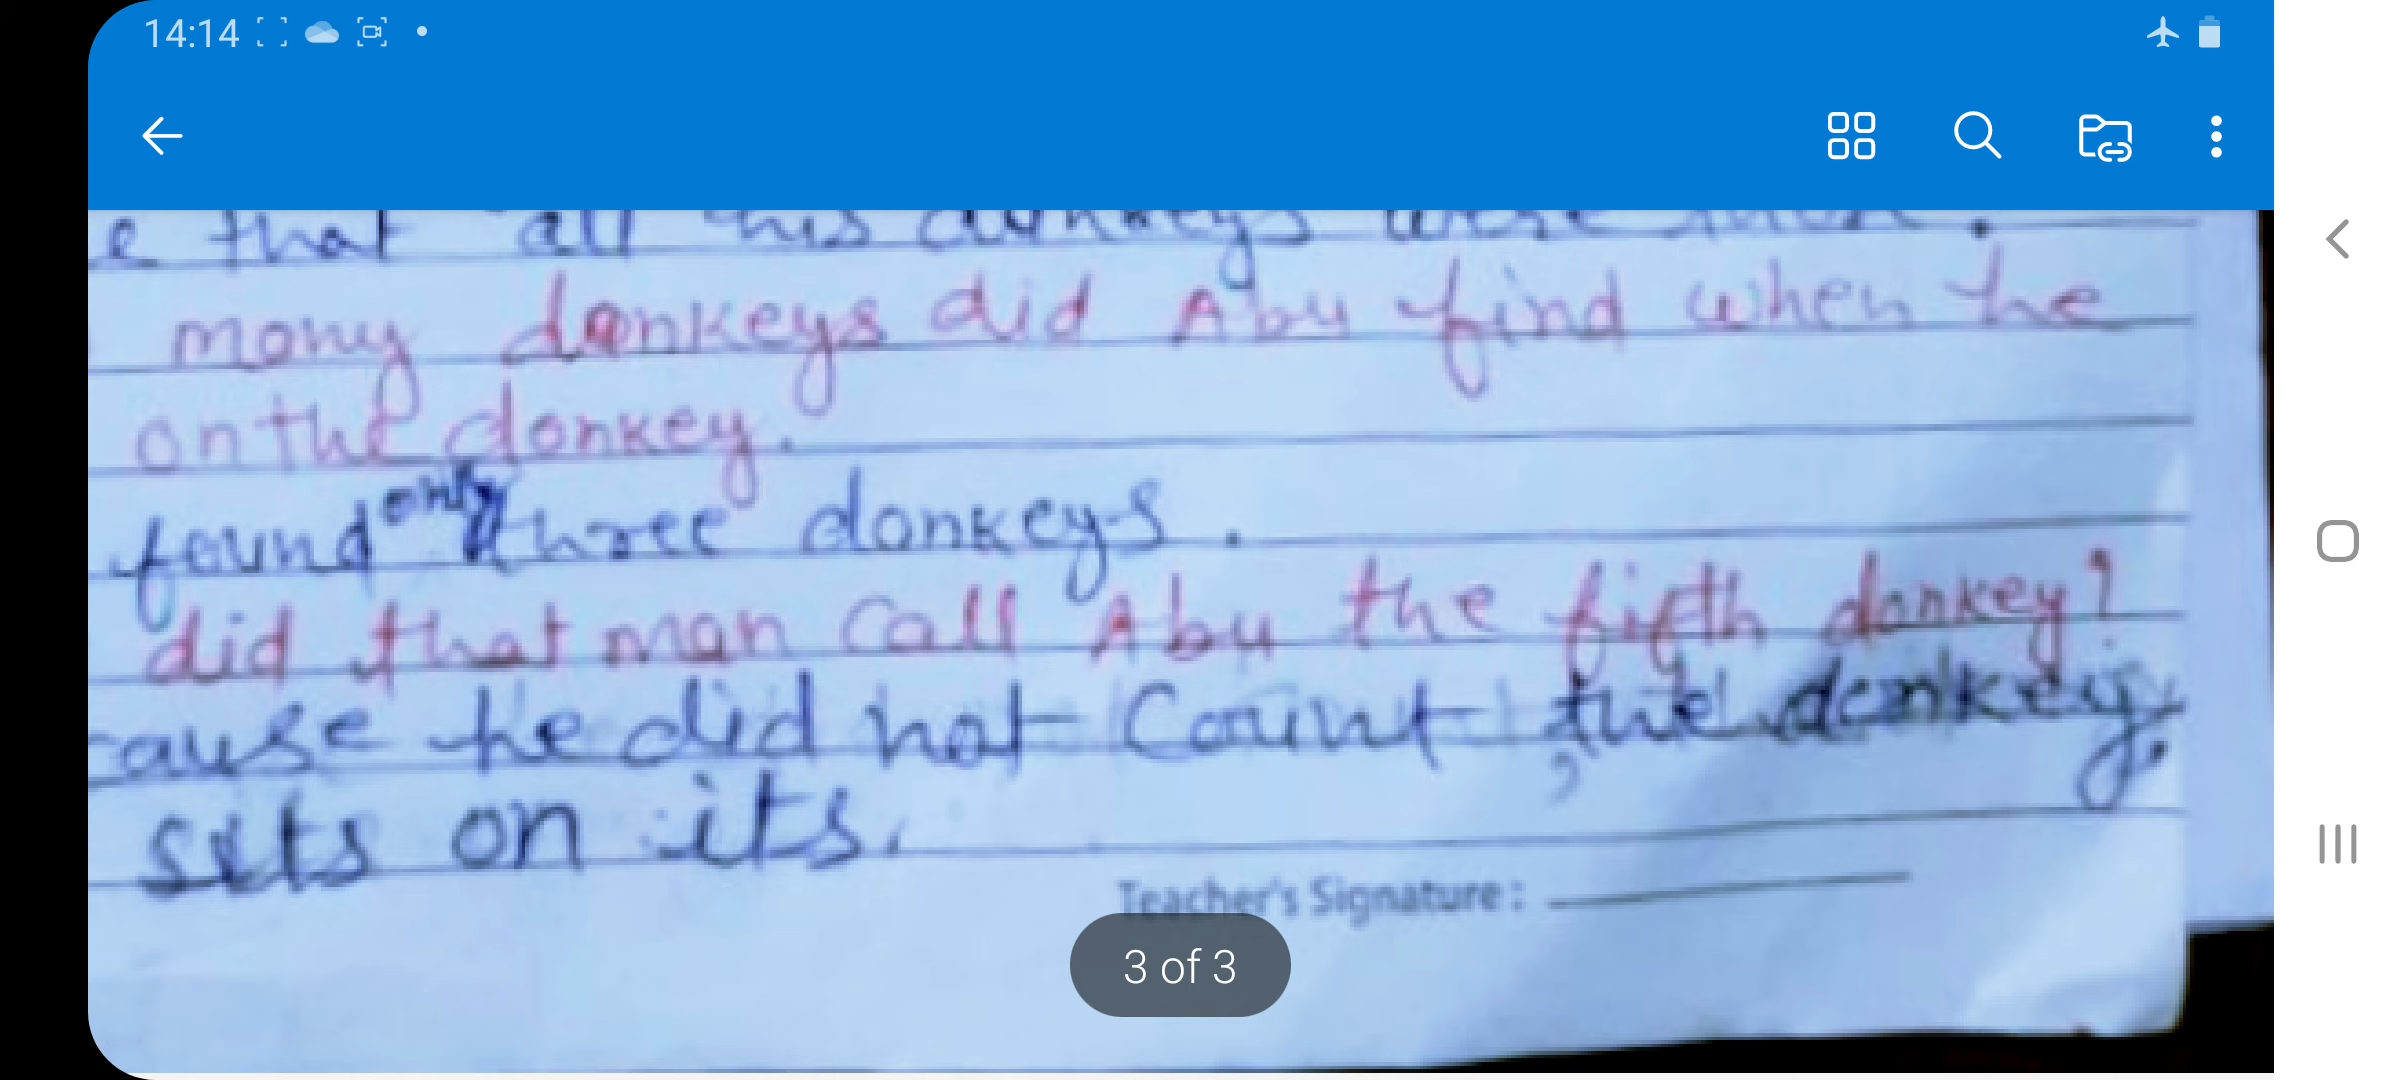 14:14
e that all his donkeys were
many donkeys did Abu find when he
on the donkey.
found only three donkeys.
did that man call Abu the fifth donkey?
cause he did not count, the donkey.
sits on its.
Teacher's Signature:
3 of 3